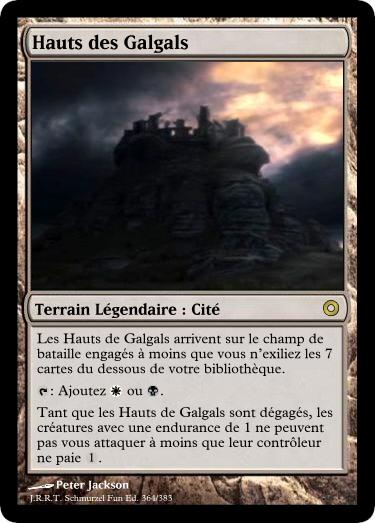 Hauts des Galgals
Terrain Légendaire : Cité
Les Hauts de Galgals arrivent sur le champ de
bataille engagés à moins que vous n'exiliez les 7
cartes du dessous de votre bibliothèque.
: Ajoutez ou .
Tant que les Hauts de Galgals sont dégagés, les
créatures avec une endurance de 1 ne peuvent
pas vous attaquer à moins que leur contrôleur
ne paie 1 .
Peter Jackson
J.R.R.T. Schmurzel Fun Ed. 364/383